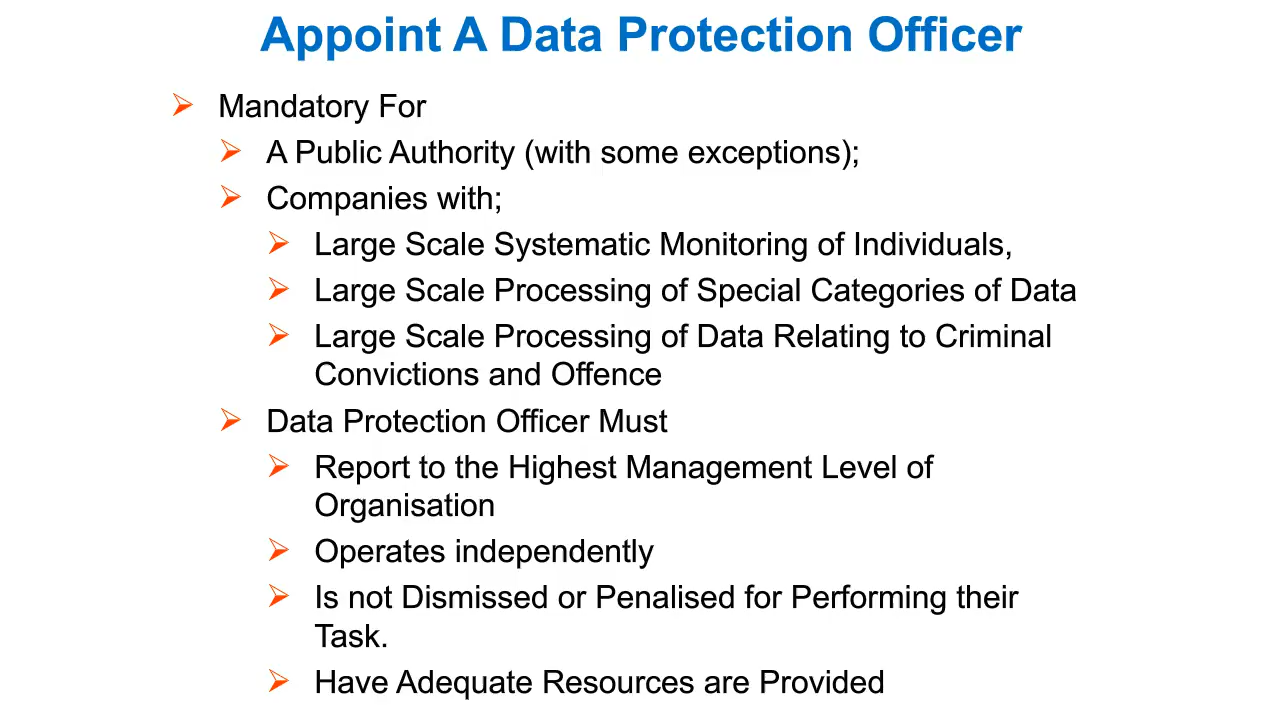 Appoint A Data Protection Officer
Mandatory For
A Public Authority (with some exceptions);
Companies with;
Large Scale Systematic Monitoring of Individuals,
Large Scale Processing of Special Categories of Data
Large Scale Processing of Data Relating to Criminal
Convictions and Offence
Data Protection Officer Must
Report to the Highest Management Level of
Organisation
Operates independently
Is not Dismissed or Penalised for Performing their
Task.
Have Adequate Resources are Provided